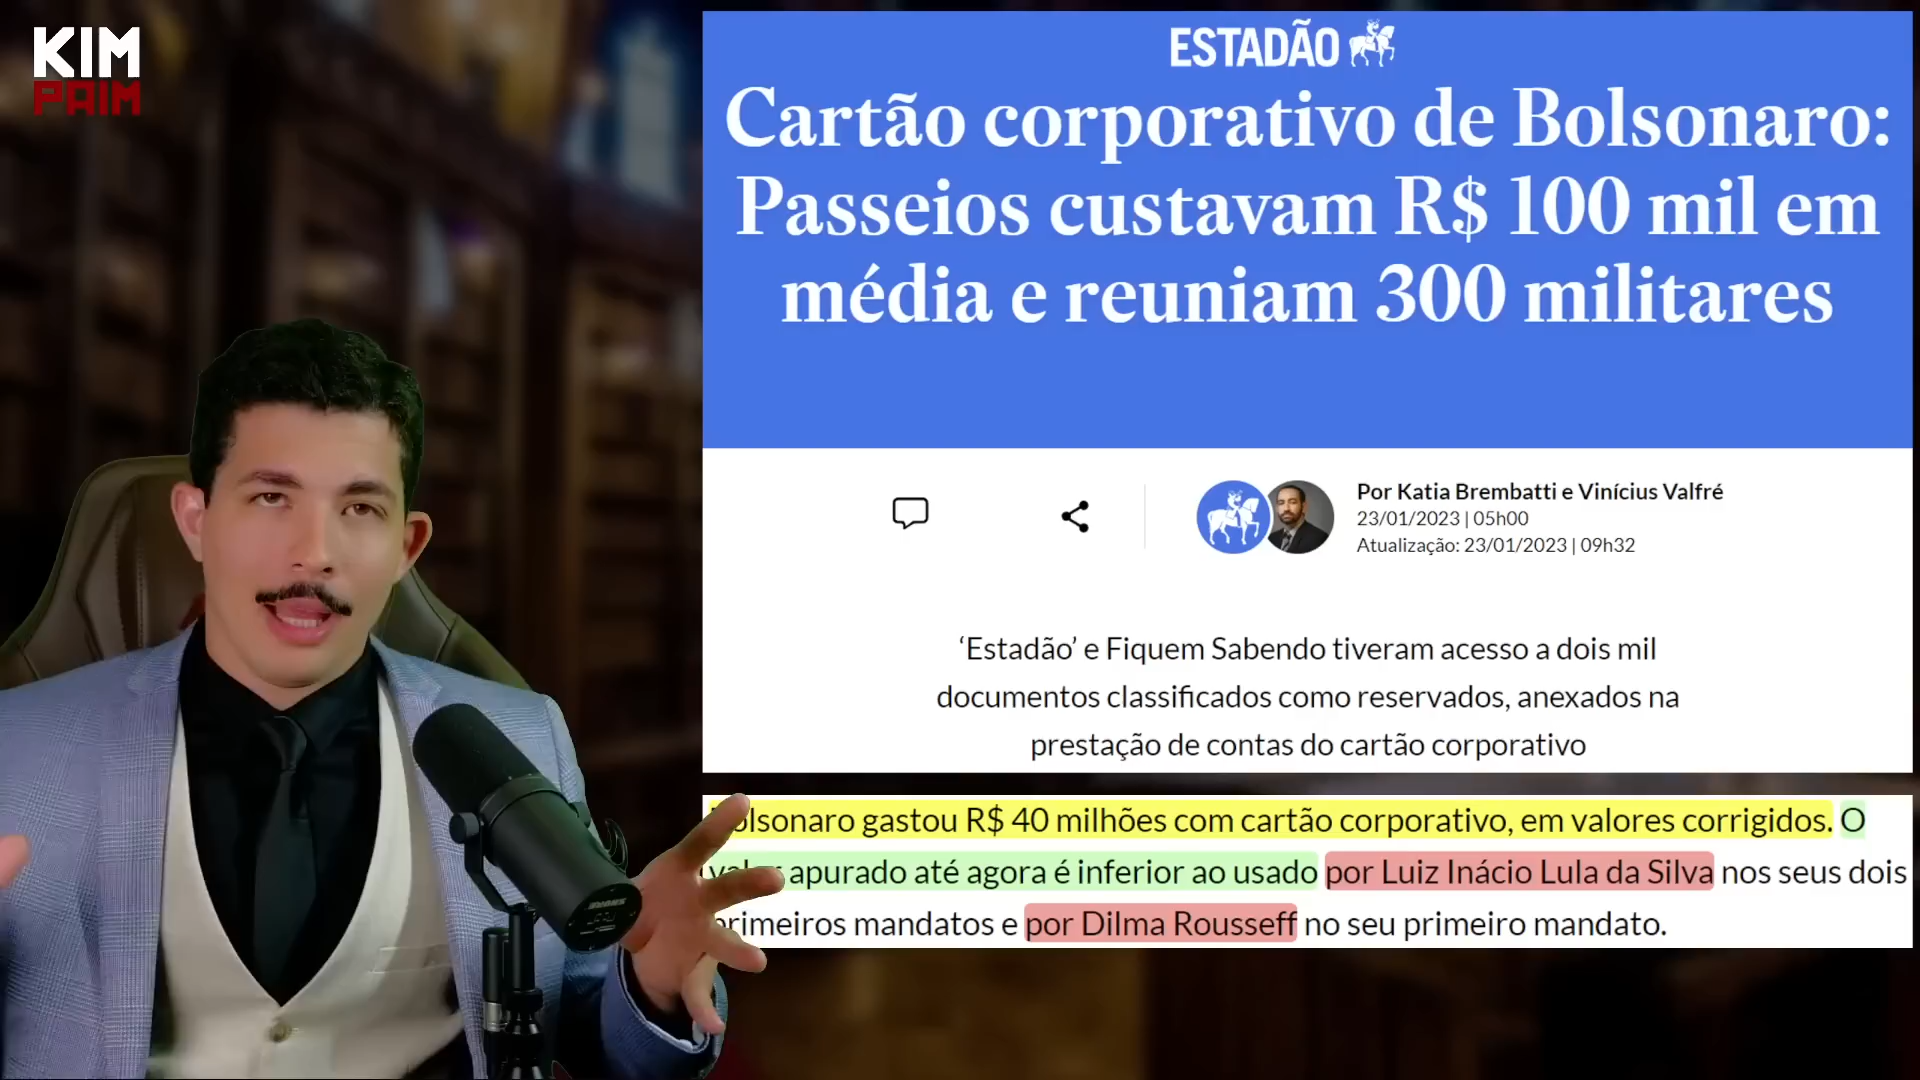 KIM
PAIM
ESTADÃO
Cartão corporativo de Bolsonaro:
Passeios custavam R$ 100 mil em
média e reuniam 300 militares
Por Katia Brembatti e Vinícius Valfré
23/01/2023 | 05h00
Atualização: 23/01/2023 | 09h32
‘Estadão’ e Fiquem Sabendo tiveram acesso a dois mil
documentos classificados como reservados, anexados na
prestação de contas do cartão corporativo
Bolsonaro gastou R$ 40 milhões com cartão corporativo, em valores corrigidos. O
valor apurado até agora é inferior ao usado por Luiz Inácio Lula da Silva nos seus dois
primeiros mandatos e por Dilma Rousseff no seu primeiro mandato.